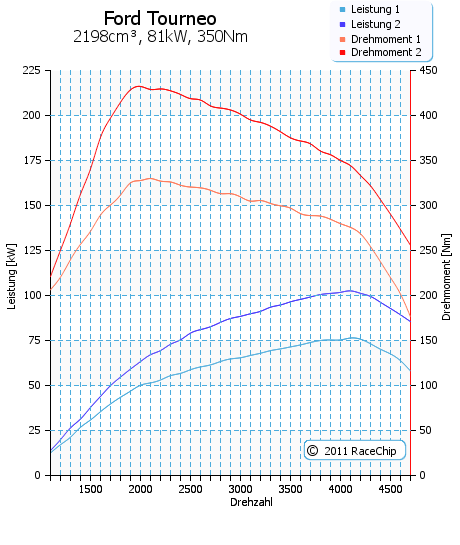 Ford Tourneo
2198cm³, 81kW, 350Nm
Leistung 1
Leistung 2
Drehmoment 1
Drehmoment 2
225
200
175
150
125
100
75
50
25
0
Leistung [kW]
450
400
350
300
250
200
150
100
50
0
Drehmoment [Nm]
© 2011 RaceChip
1500 2000 2500 3000 3500 4000 4500
Drehzahl